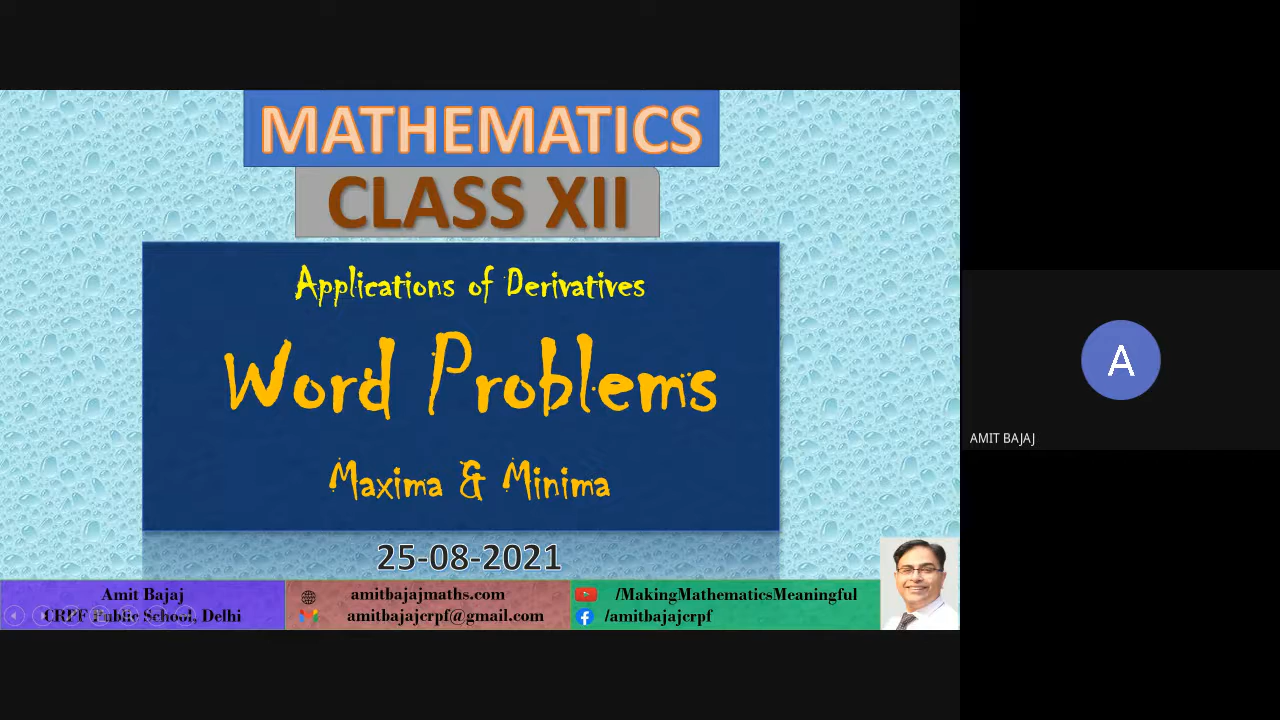 MATHEMATICS
CLASS XII
Applications of Derivatives
Word Problems
Maxima & Minima
25-08-2021
Amit Bajaj
CRPF Public School, Delhi
amitbajajmaths.com
amitbajajcrpf@gmail.com
/MakingMathematicsMeaningful
/amitbajajcrpf
A
AMIT BAJAJ